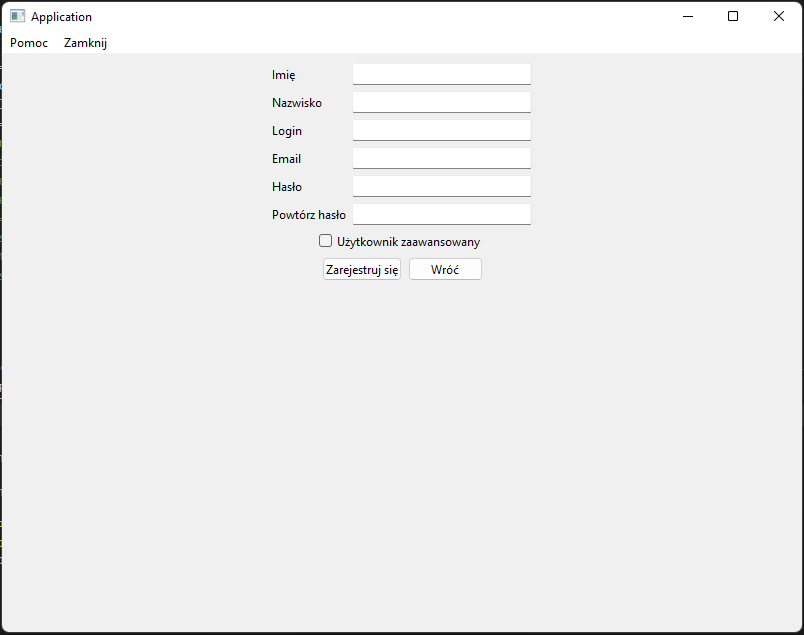 Application
Pomoc Zamknij
Imię
Nazwisko
Login
Email
Hasło
Powtórz hasło
Użytkownik zaawansowany
Zarejestruj się Wróć